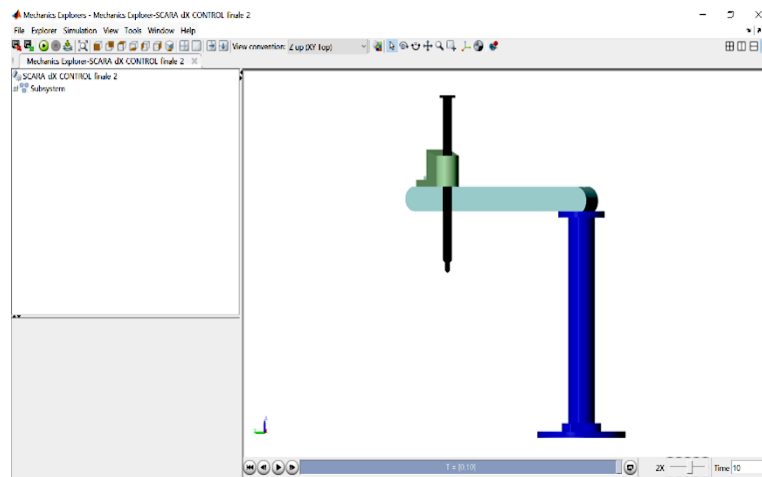 Mechanics Explorers - Mechanics Explorer-SCARA dX CONTROL finale 2
File Explorer Simulation View Tools Window Help
View convention: Z up (XY Top)
Mechanics Explorer-SCARA dX CONTROL finale 2
SCARA dX CONTROL finale 2
Subsystem
T = [0,10]
2X
Time 10